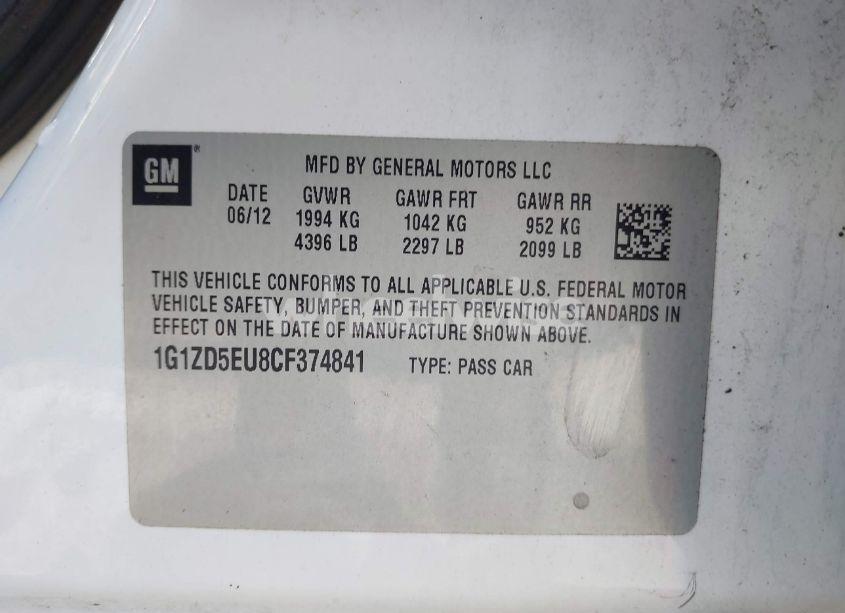 GM®
MFD BY GENERAL MOTORS LLC
DATE GVWR GAWR FRT GAWR RR
06/12 1994 KG 1042 KG 952 KG
4396 LB 2297 LB 2099 LB
THIS VEHICLE CONFORMS TO ALL APPLICABLE U.S. FEDERAL MOTOR
VEHICLE SAFETY, BUMPER, AND THEFT PREVENTION STANDARDS IN
EFFECT ON THE DATE OF MANUFACTURE SHOWN ABOVE.
1G1ZD5EU8CF374841 TYPE: PASS CAR